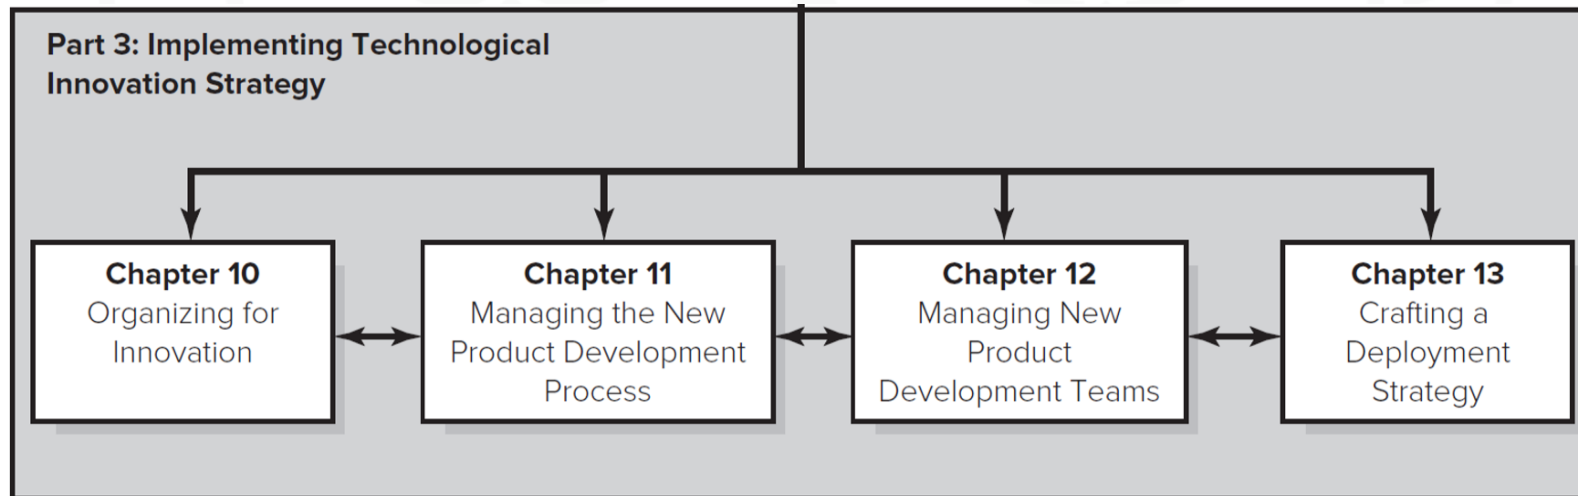 Part 3: Implementing Technological
Innovation Strategy
Chapter 10
Organizing for
Innovation
Chapter 11
Managing the New
Product Development
Process
Chapter 12
Managing New
Product
Development Teams
Chapter 13
Crafting a
Deployment
Strategy